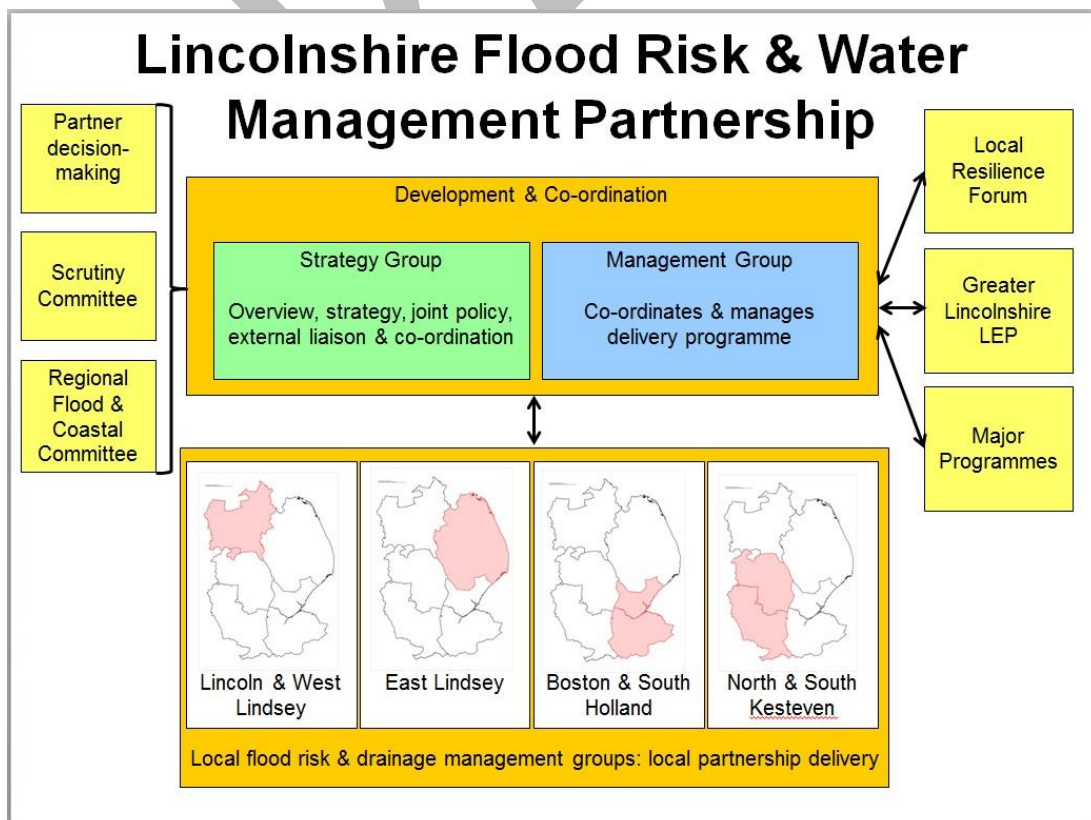 Lincolnshire Flood Risk & Water
Management Partnership
Partner
decision-
making
Scrutiny
Committee
Regional
Flood &
Coastal
Committee
Development & Co-ordination
Strategy Group
Overview, strategy, joint policy,
external liaison & co-ordination
Management Group
Co-ordinates & manages
delivery programme
Local
Resilience
Forum
Greater
Lincolnshire
LEP
Major
Programmes
Lincoln & West
Lindsey
East Lindsey
Boston & South
Holland
North & South
Kesteven
Local flood risk & drainage management groups: local partnership delivery